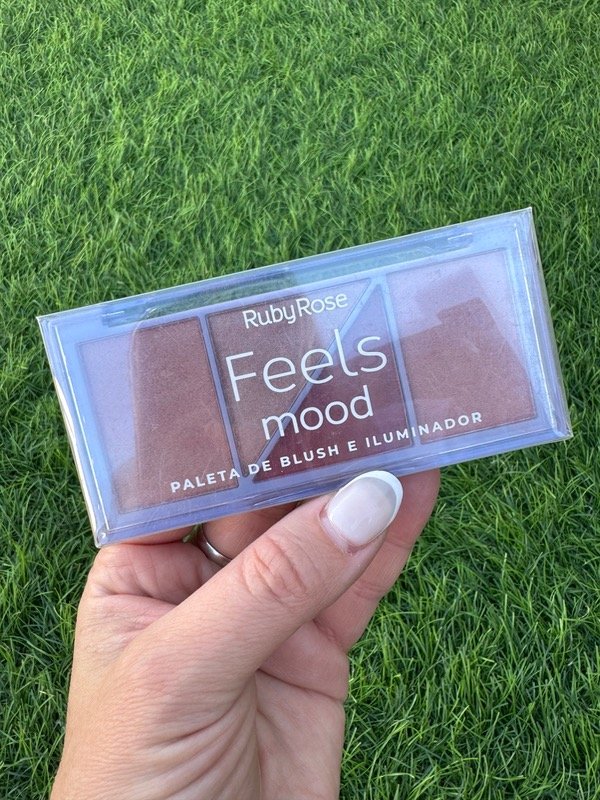 RubyRose
Feels
mood
PALETA DE BLUSH E ILUMINADOR